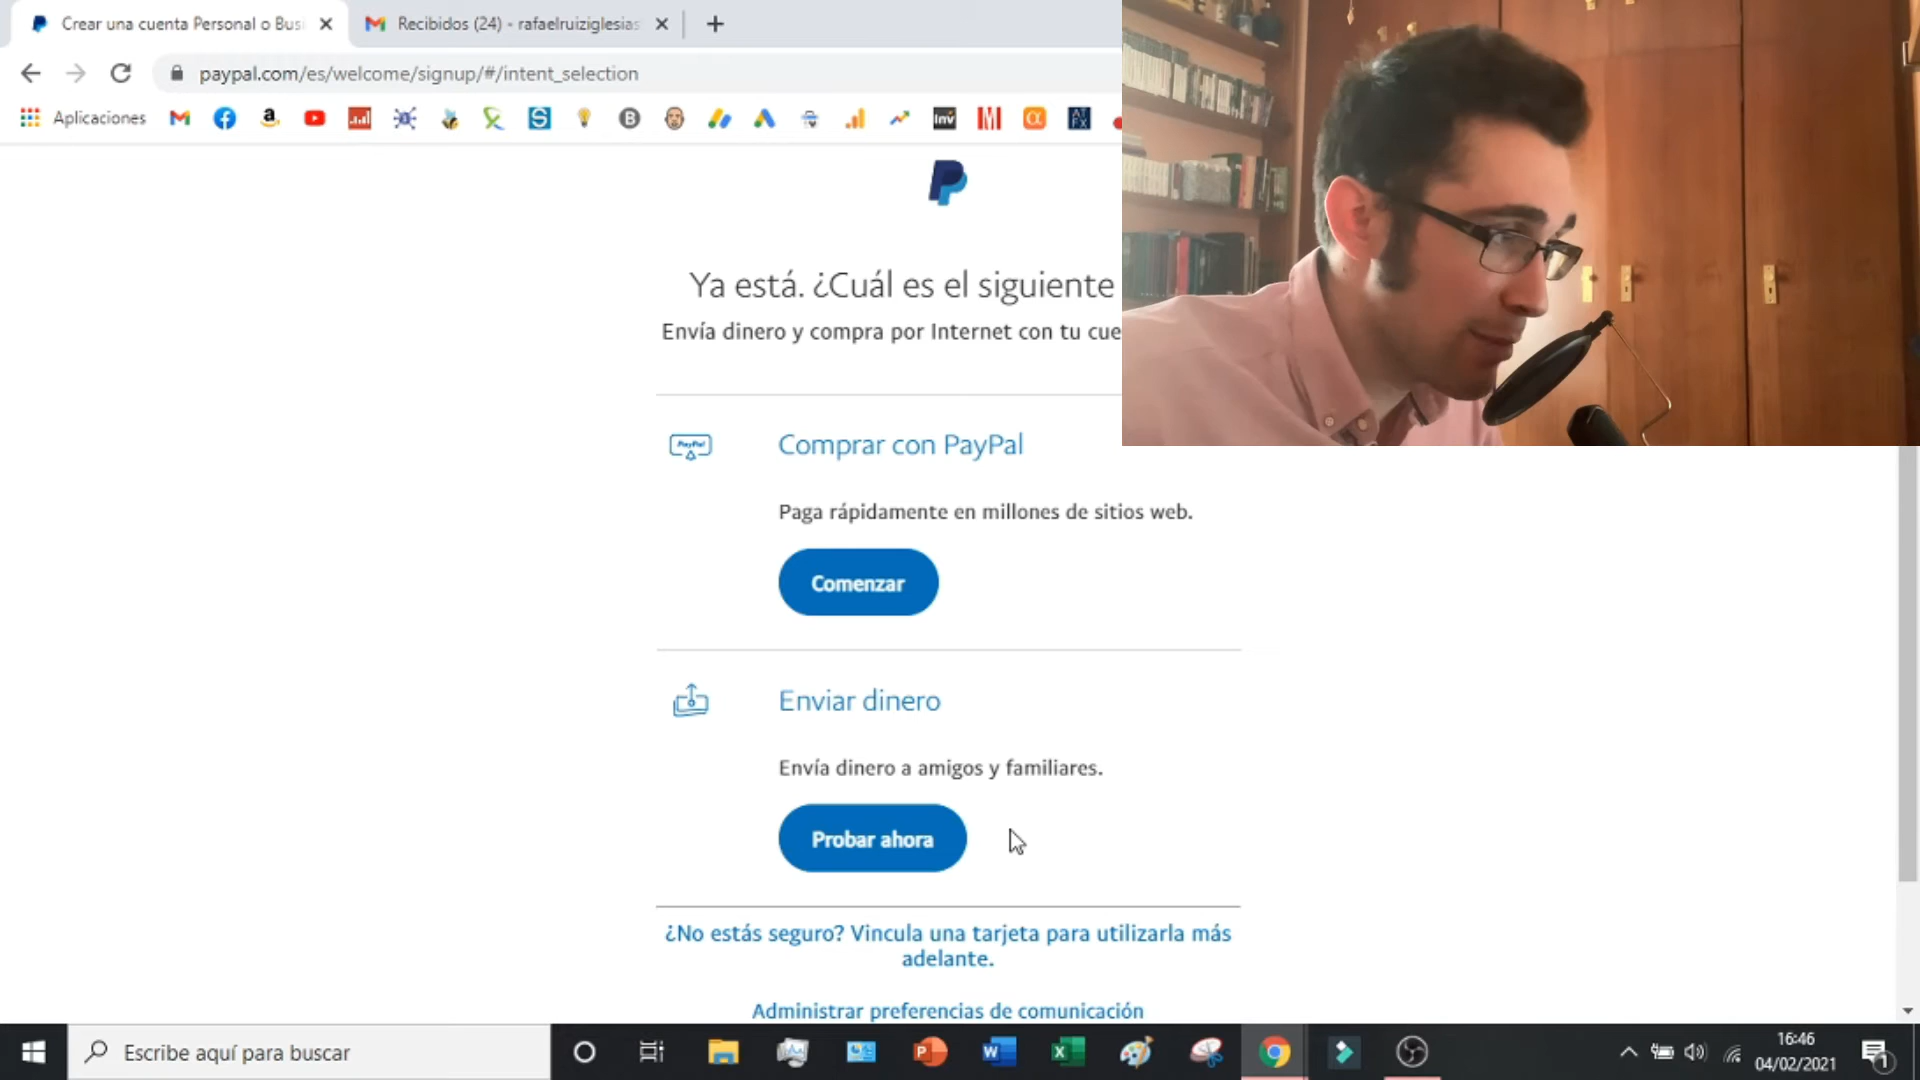 Crear una cuenta Personal o Busi
Recibidos (24) - rafaelruiziglesias
paypal.com/es/welcome/signup/#/intent_selection
Aplicaciones
Ya está. ¿Cuál es el siguiente
Envía dinero y compra por Internet con tu cue
PayPal
Comprar con PayPal
Paga rápidamente en millones de sitios web.
Comenzar
Enviar dinero
Envía dinero a amigos y familiares.
Probar ahora
¿No estás seguro? Vincula una tarjeta para utilizarla más
adelante.
Administrar preferencias de comunicación
Escribe aquí para buscar
16:46
04/02/2021
1